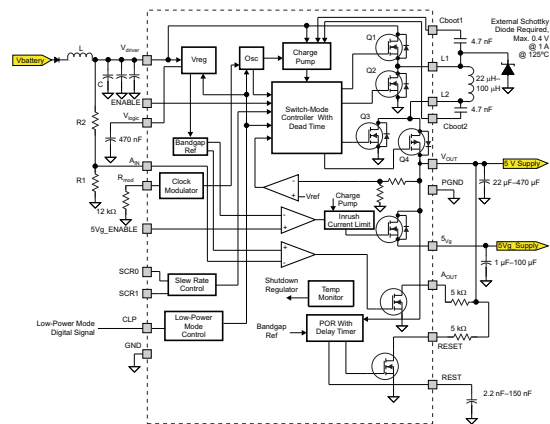 External Schottky
Diode Required,
Max. 0.4 V
@ 1 A
@ 125°C
Cboot1
4.7 nF
Vbattery
L
Vdriver
C
Vreg
Osc
Charge
Pump
Q1
L1
22 μH–
100 μH
Q2
ENABLE
Switch-Mode
Controller With
Dead Time
L2
4.7 nF
Q3
Cboot2
R2
Vlogic
470 nF
Bandgap
Ref
Q4
VOUT
5 V Supply
AIN
R1
Rmod
12 kΩ
Clock
Modulator
Vref
Charge
Pump
22 μF–470 μF
PGND
5Vg_ENABLE
-
+
Inrush
Current Limit
5Vg
5Vg_Supply
1 μF–100 μF
-
+
SCR0
SCR1
Slew Rate
Control
Shutdown
Regulator
Temp
Monitor
AOUT
5 kΩ
CLP
Low-Power Mode
Digital Signal
Low-Power
Mode
Control
Bandgap
Ref
POR With
Delay Timer
5 kΩ
RESET
GND
REST
2.2 nF–150 nF